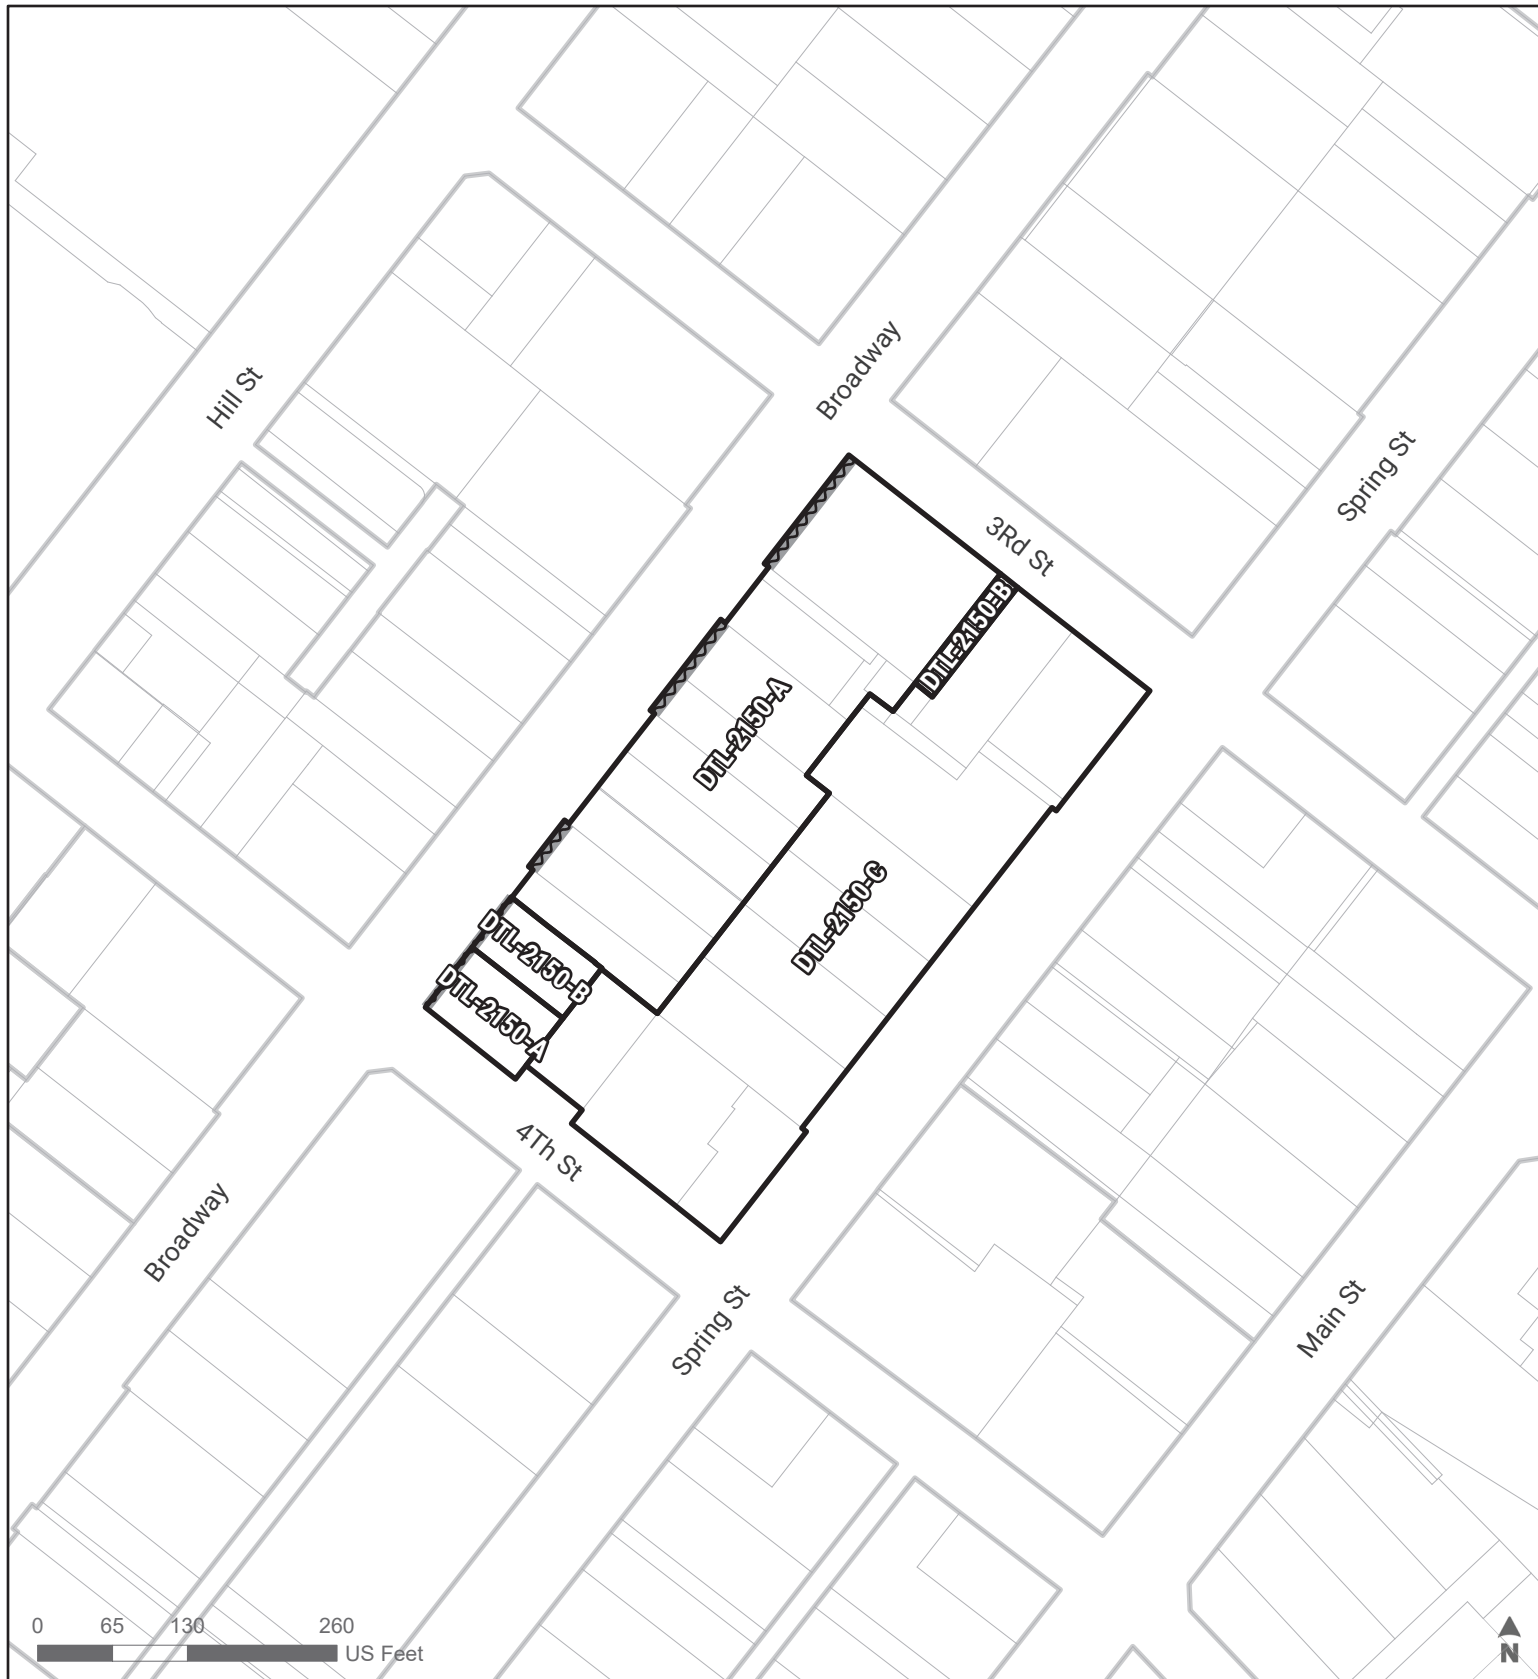 Hill St
Broadway
Spring St
3Rd St
DTL-2150-B
DTL-2150-A
DTL-2150-C
DTL-2150-B
DTL-2150-A
4Th St
Broadway
Spring St
Main St
0 65 130 260
US Feet
N